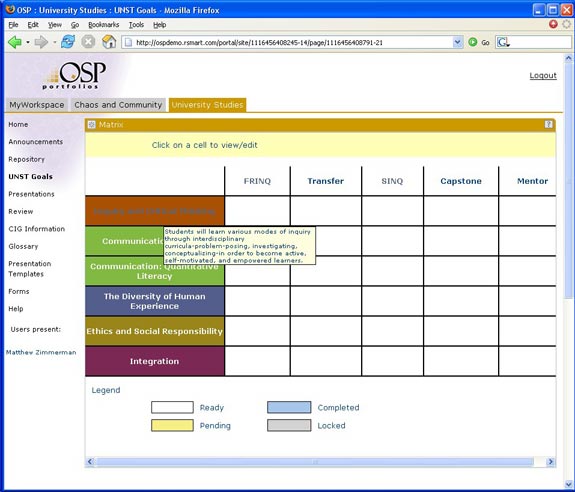 OSP : University Studies : UNST Goals - Mozilla Firefox
File Edit View Go Bookmarks Tools Help
http://ospdemo.rsmart.com/portal/site/1116456408245-14/page/1116456408791-21
Go
G
OSP
portfolios
Logout
MyWorkspace Chaos and Community University Studies
Home
Announcements
Repository
UNST Goals
Presentations
Review
CIG Information
Glossary
Presentation
Templates
Forms
Help
Users present:
Matthew Zimmerman
Matrix
?
Click on a cell to view/edit
FRINQ Transfer SINQ Capstone Mentor
Inquiry and Critical Thinking
Students will learn various modes of inquiry
through interdisciplinary
curricula-problem-posing, investigating,
conceptualizing-in order to become active,
self-motivated, and empowered learners.
Communication: Quantitative
Literacy
The Diversity of Human
Experience
Ethics and Social Responsibility
Integration
Legend
Ready Completed
Pending Locked